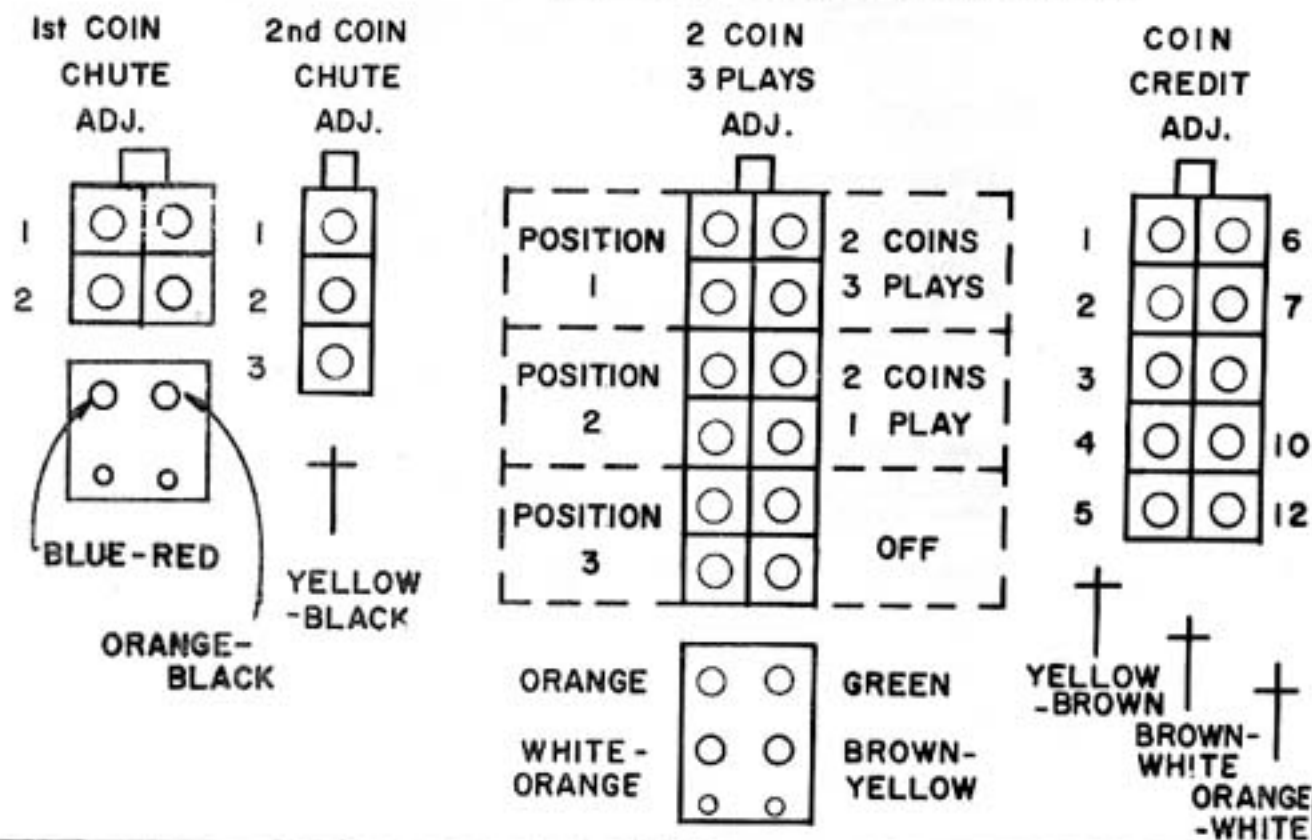 1st COIN
CHUTE
ADJ.
1
2
BLUE-RED
ORANGE-
BLACK
2nd COIN
CHUTE
ADJ.
1
2
3
YELLOW
-BLACK
2 COIN
3 PLAYS
ADJ.
POSITION
1
2 COINS
3 PLAYS
POSITION
2
2 COINS
1 PLAY
POSITION
3
OFF
ORANGE
GREEN
WHITE-
ORANGE
BROWN-
YELLOW
COIN
CREDIT
ADJ.
1 6
2 7
3
4 10
5 12
YELLOW
-BROWN
BROWN-
WHITE
ORANGE
-WHITE